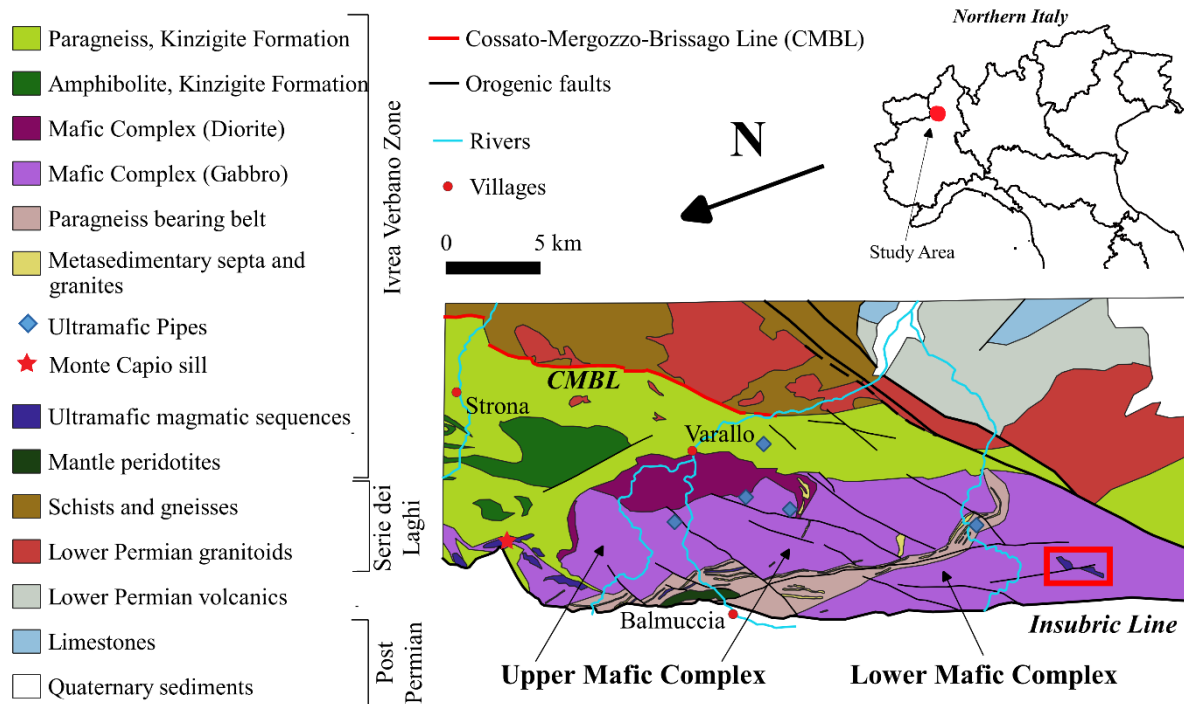 Paragneiss, Kinzigite Formation
Amphibolite, Kinzigite Formation
Mafic Complex (Diorite)
Mafic Complex (Gabbro)
Paragneiss bearing belt
Metasedimentary septa and
granites
Ultramafic Pipes
Monte Capio sill
Ultramafic magmatic sequences
Mantle peridotites
Schists and gneisses
Lower Permian granitoids
Lower Permian volcanics
Limestones
Quaternary sediments
Ivrea Verbano Zone
Serie dei
Laghi
Post
Permian
Cossato-Mergozzo-Brissago Line (CMBL)
Orogenic faults
Rivers
Villages
0 5 km
N
Northern Italy
Study Area
CMBL
Strona
Varallo
Balmuccia
Insubric Line
Upper Mafic Complex
Lower Mafic Complex